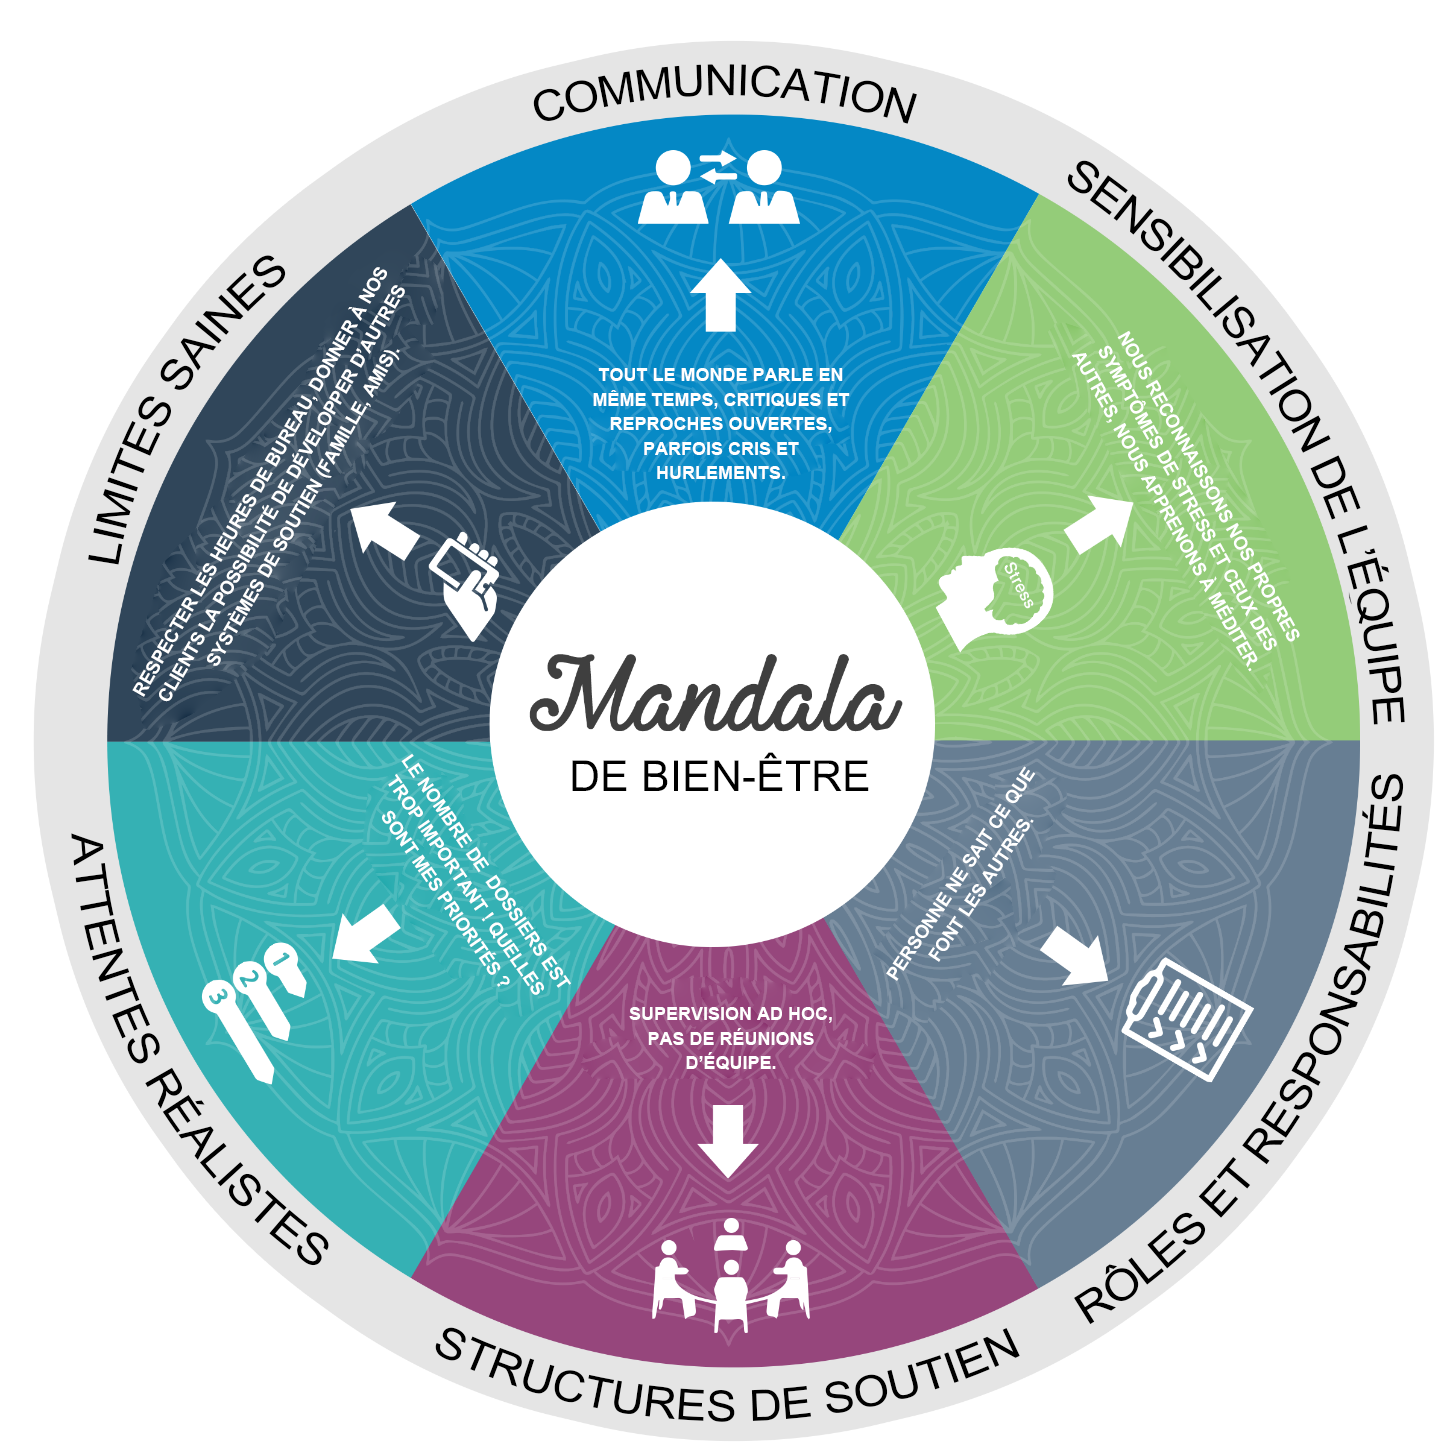 COMMUNICATION
TOUT LE MONDE PARLE EN
MÊME TEMPS, CRITIQUES ET
REPROCHES OUVERTES,
PARFOIS CRIS ET
HURLEMENTS.
SENSIBILISATION DE L’ÉQUIPE
NOUS RECONNAISSONS NOS PROPRES
SYMPTÔMES DE STRESS ET CEUX DES
AUTRES, NOUS APPRENONS À MÉDITER.
Stress
RÔLES ET RESPONSABILITÉS
PERSONNE NE SAIT CE QUE
FONT LES AUTRES.
STRUCTURES DE SOUTIEN
SUPERVISION AD HOC,
PAS DE RÉUNIONS
D’ÉQUIPE.
ATTENTES RÉALISTES
LE NOMBRE DE DOSSIERS EST
TROP IMPORTANT ! QUELLES
SONT MES PRIORITÉS ?
1
2
3
LIMITES SAINES
RESPECTER LES HEURES DE BUREAU, DONNER À NOS
CLIENTS LA POSSIBILITÉ DE DÉVELOPPER D’AUTRES
SYSTÈMES DE SOUTIEN (FAMILLE, AMIS).
Mandala
DE BIEN-ÊTRE